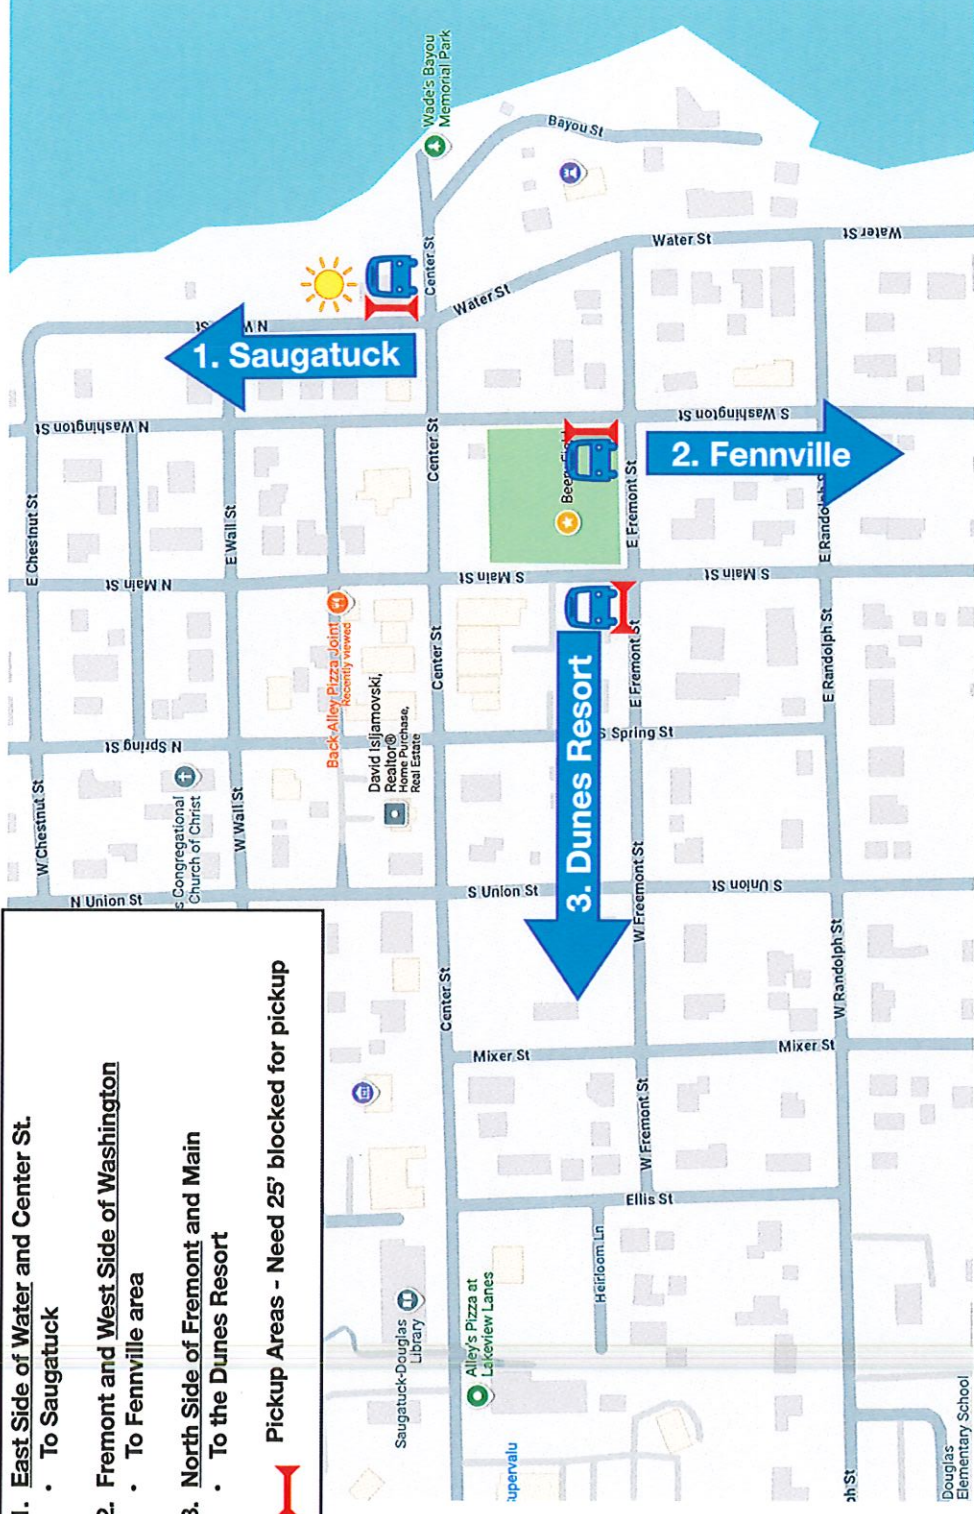 1. East Side of Water and Center St.
• To Saugatuck
2. Fremont and West Side of Washington
• To Fennville area
3. North Side of Fremont and Main
• To the Dunes Resort
Pickup Areas - Need 25' blocked for pickup
1. Saugatuck
2. Fennville
3. Dunes Resort
Wade's Bayou
Memorial Park
Bayou St
Center St
Water St
Water St
Water St
N Washington St
S Washington St
E Chestnut St
E Wall St
Center St
E Fremont St
N Main St
S Main St
S Main St
Back Alley Pizza Joint
Recently viewed
Center St
E Fremont St
E Randolph St
David Isljamovski,
Realtor®
Home Purchase,
Real Estate
N Spring St
S Spring St
W Chestnut St
W Wall St
s Congregational
Church of Christ
N Union St
S Union St
S Union St
W Freemont St
Center St
W Randolph St
Mixer St
Mixer St
W Fremont St
Ellis St
Heirloom Ln
Saugatuck-Douglas
Library
Alley's Pizza at
Lakeview Lanes
upervalu
ph St
Douglas
Elementary School